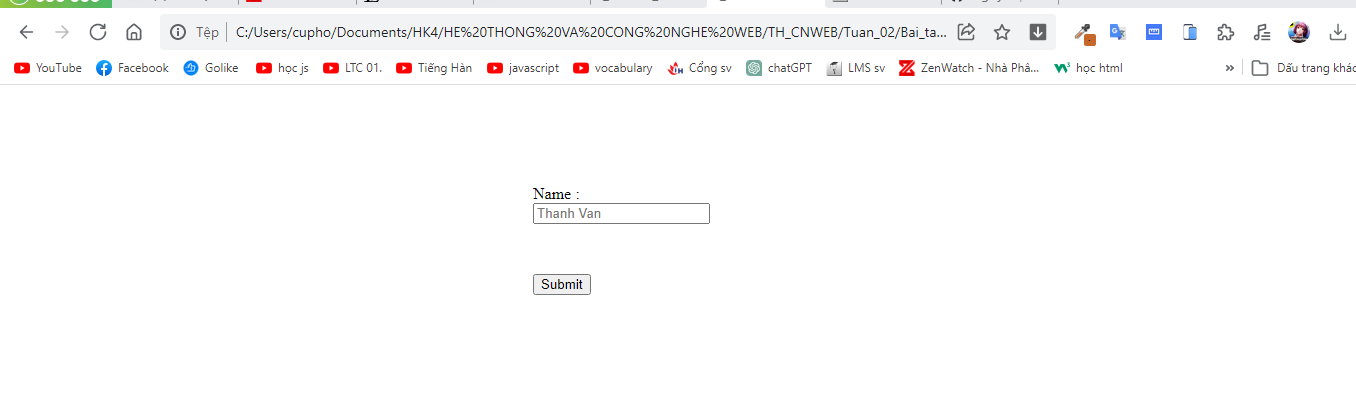 Tệp C:/Users/cupho/Documents/HK4/HE%20THONG%20VA%20CONG%20NGHE%20WEB/TH_CNWEB/Tuan_02/Bai_ta...
YouTube Facebook Golike học js LTC 01. Tiếng Hàn javascript vocabulary Cổng sv chatGPT LMS sv ZenWatch - Nhà Phâ... học html » Dấu trang khác
Name :
Thanh Van
Submit